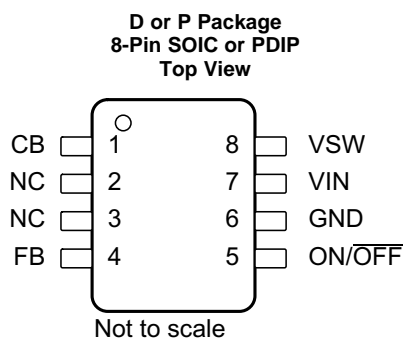 D or P Package
8-Pin SOIC or PDIP
Top View
CB 1 8 VSW
NC 2 7 VIN
NC 3 6 GND
FB 4 5 ON/OFF
Not to scale